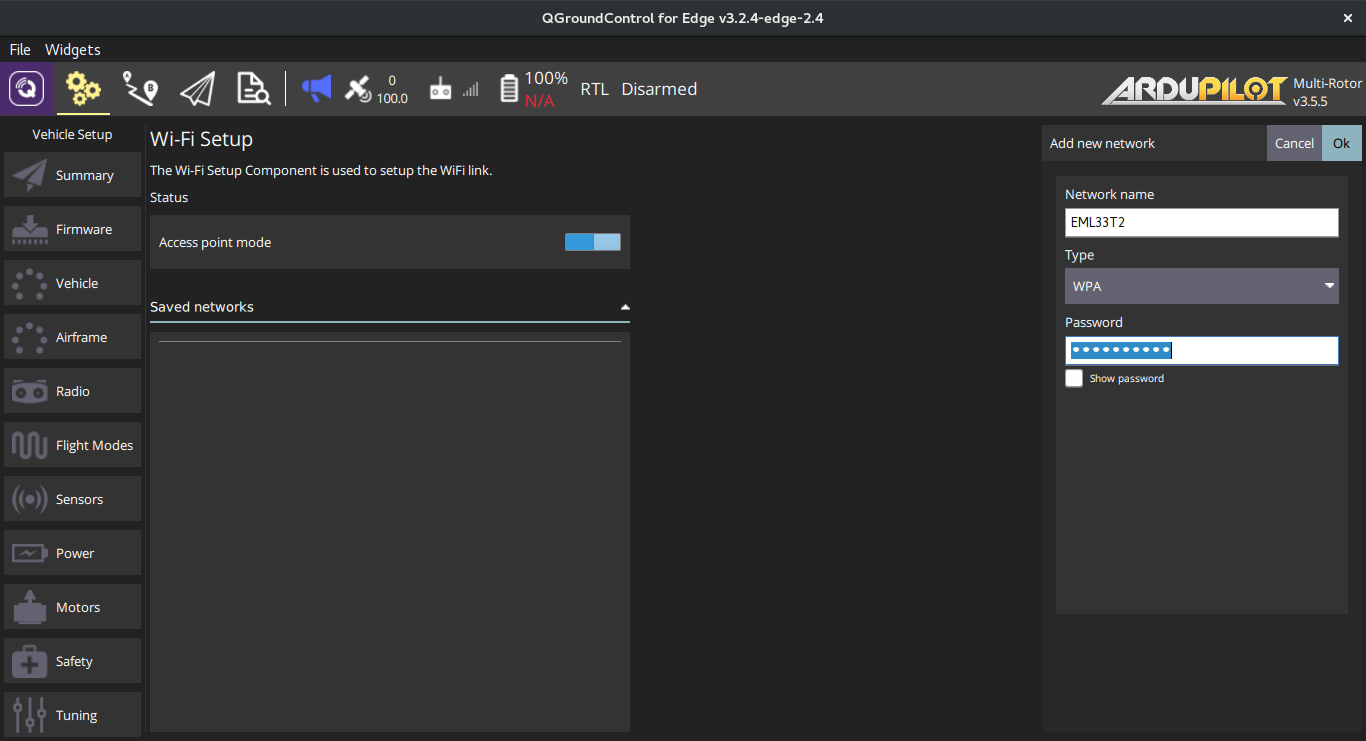 QGroundControl for Edge v3.2.4-edge-2.4
File Widgets
0
100.0
100%
N/A
RTL Disarmed
ARDUPILOT
Multi-Rotor
v3.5.5
Vehicle Setup
Summary
Firmware
Vehicle
Airframe
Radio
Flight Modes
Sensors
Power
Motors
Safety
Tuning
Wi-Fi Setup
The Wi-Fi Setup Component is used to setup the WiFi link.
Status
Access point mode
Saved networks
Add new network
Cancel
Ok
Network name
EML33T2
Type
WPA
Password
Show password